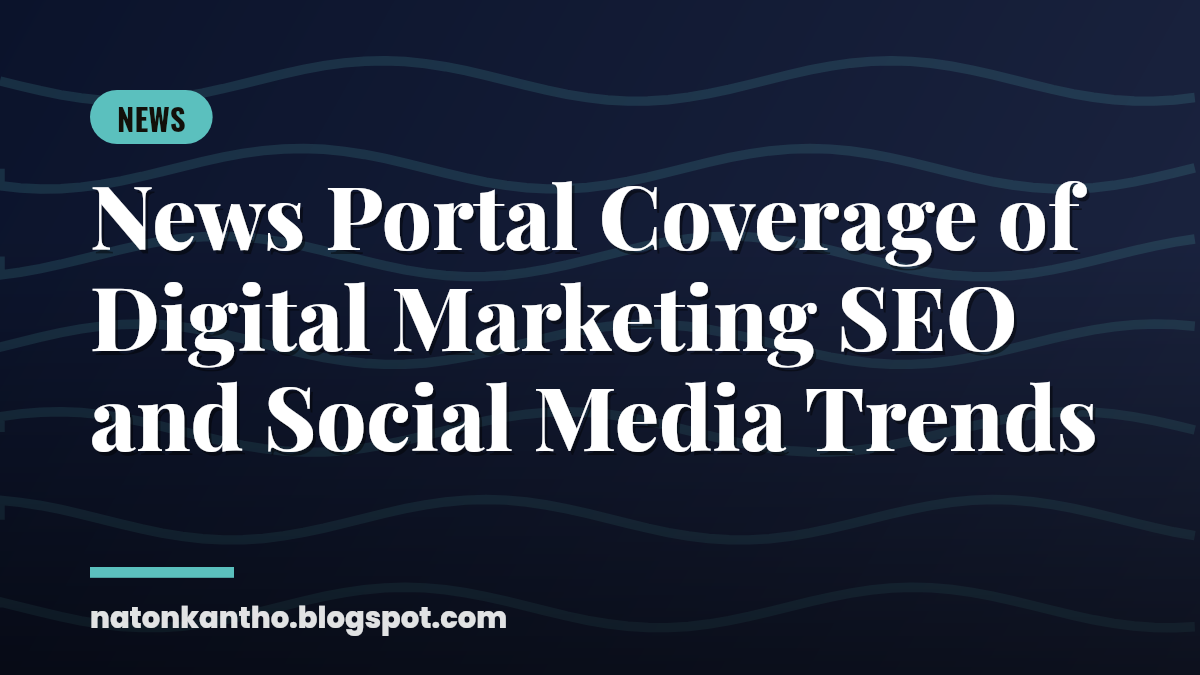 NEWS
News Portal Coverage of
Digital Marketing SEO
and Social Media Trends
natonkantho.blogspot.com